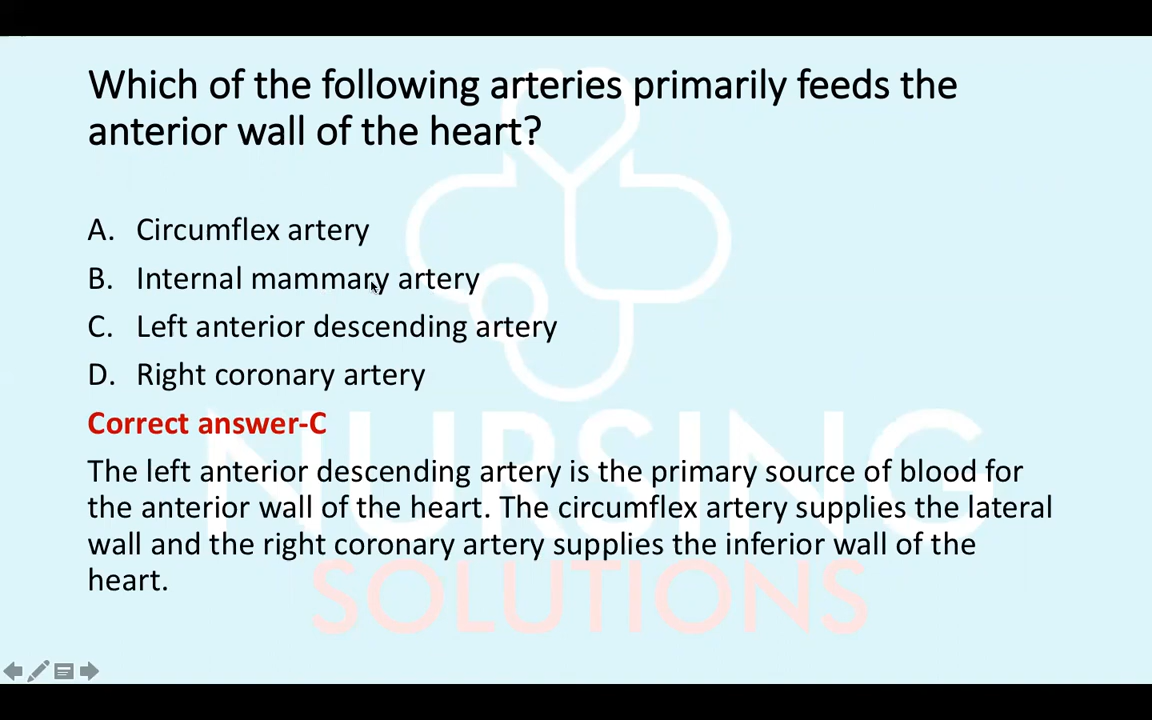 Which of the following arteries primarily feeds the
anterior wall of the heart?
A. Circumflex artery
B. Internal mammary artery
C. Left anterior descending artery
D. Right coronary artery
Correct answer-C
The left anterior descending artery is the primary source of blood for
the anterior wall of the heart. The circumflex artery supplies the lateral
wall and the right coronary artery supplies the inferior wall of the
heart.
NURSING
SOLUTIONS